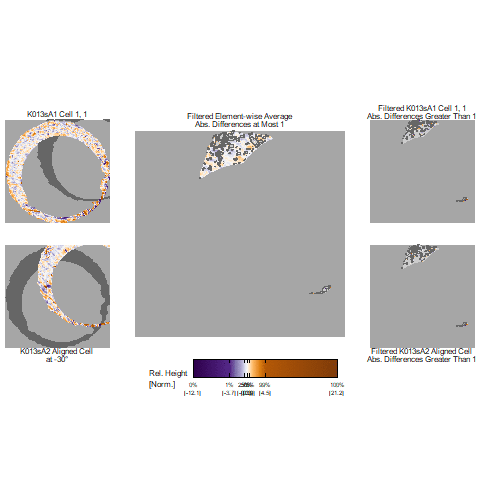 K013sA1 Cell 1, 1
Filtered Element-wise Average
Abs. Differences at Most 1
Filtered K013sA1 Cell 1, 1
Abs. Differences Greater Than 1
K013sA2 Aligned Cell
at -30°
Filtered K013sA2 Aligned Cell
Abs. Differences Greater Than 1
Rel. Height
[Norm.]
0% 1% 99% 100%
[-12.1] [-3.7] [4.5] [21.2]